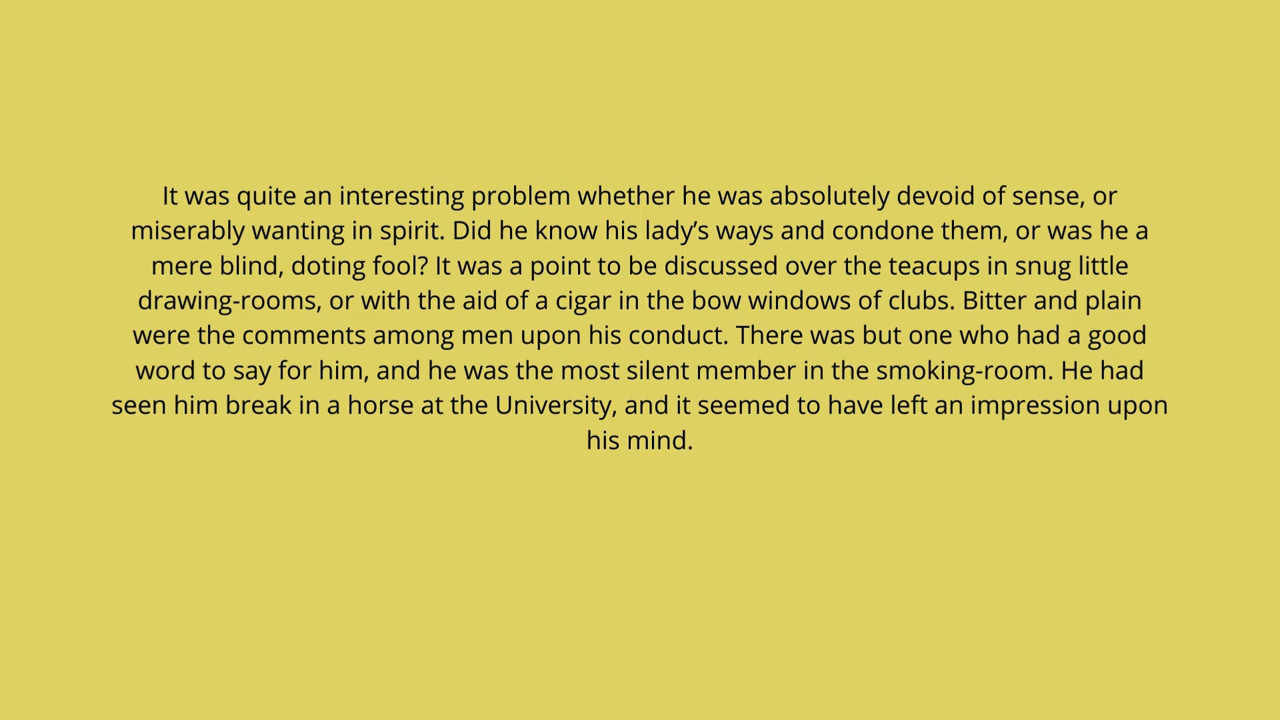 It was quite an interesting problem whether he was absolutely devoid of sense, or
miserably wanting in spirit. Did he know his lady’s ways and condone them, or was he a
mere blind, doting fool? It was a point to be discussed over the teacups in snug little
drawing-rooms, or with the aid of a cigar in the bow windows of clubs. Bitter and plain
were the comments among men upon his conduct. There was but one who had a good
word to say for him, and he was the most silent member in the smoking-room. He had
seen him break in a horse at the University, and it seemed to have left an impression upon
his mind.